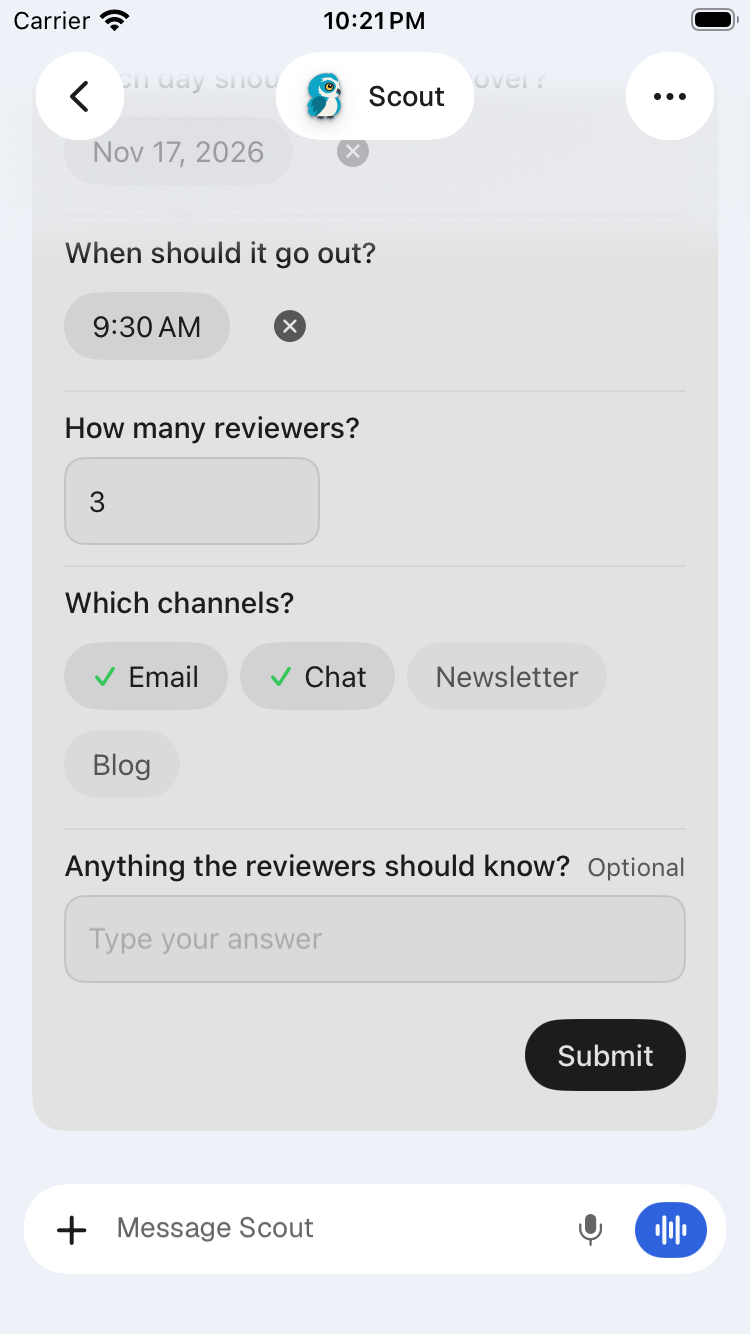 Carrier 10:21 PM
day over?
Scout
Nov 17, 2026
When should it go out?
9:30 AM
How many reviewers?
3
Which channels?
Email Chat Newsletter
Blog
Anything the reviewers should know? Optional
Type your answer
Submit
Message Scout